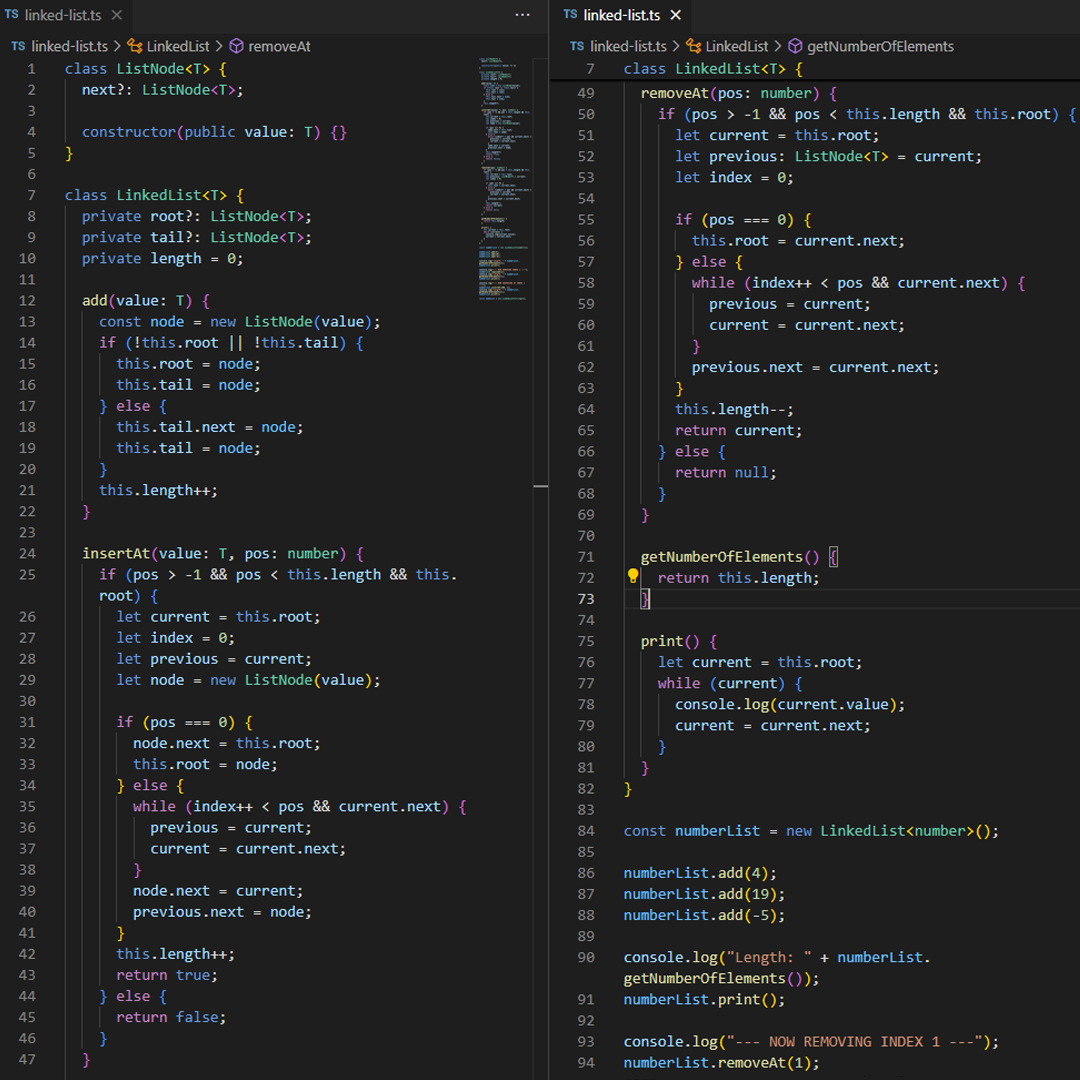 TS linked-list.ts ×
TS linked-list.ts > LinkedList > removeAt
1 class ListNode<T> {
2 next?: ListNode<T>;
3
4 constructor(public value: T) {}
5 }
6
7 class LinkedList<T> {
8 private root?: ListNode<T>;
9 private tail?: ListNode<T>;
10 private length = 0;
11
12 add(value: T) {
13 const node = new ListNode(value);
14 if (!this.root || !this.tail) {
15 this.root = node;
16 this.tail = node;
17 } else {
18 this.tail.next = node;
19 this.tail = node;
20 }
21 this.length++;
22 }
23
24 insertAt(value: T, pos: number) {
25 if (pos > -1 && pos < this.length && this.
root) {
26 let current = this.root;
27 let index = 0;
28 let previous = current;
29 let node = new ListNode(value);
30
31 if (pos === 0) {
32 node.next = this.root;
33 this.root = node;
34 } else {
35 while (index++ < pos && current.next) {
36 previous = current;
37 current = current.next;
38 }
39 node.next = current;
40 previous.next = node;
41 }
42 this.length++;
43 return true;
44 } else {
45 return false;
46 }
47 }
TS linked-list.ts ×
TS linked-list.ts > LinkedList > getNumberOfElements
7 class LinkedList<T> {
49 removeAt(pos: number) {
50 if (pos > -1 && pos < this.length && this.root) {
51 let current = this.root;
52 let previous: ListNode<T> = current;
53 let index = 0;
54
55 if (pos === 0) {
56 this.root = current.next;
57 } else {
58 while (index++ < pos && current.next) {
59 previous = current;
60 current = current.next;
61 }
62 previous.next = current.next;
63 }
64 this.length--;
65 return current;
66 } else {
67 return null;
68 }
69 }
70
71 getNumberOfElements() {
72 return this.length;
73 }
74
75 print() {
76 let current = this.root;
77 while (current) {
78 console.log(current.value);
79 current = current.next;
80 }
81 }
82 }
83
84 const numberList = new LinkedList<number>();
85
86 numberList.add(4);
87 numberList.add(19);
88 numberList.add(-5);
89
90 console.log("Length: " + numberList.
getNumberOfElements());
91 numberList.print();
92
93 console.log("--- NOW REMOVING INDEX 1 ---");
94 numberList.removeAt(1);